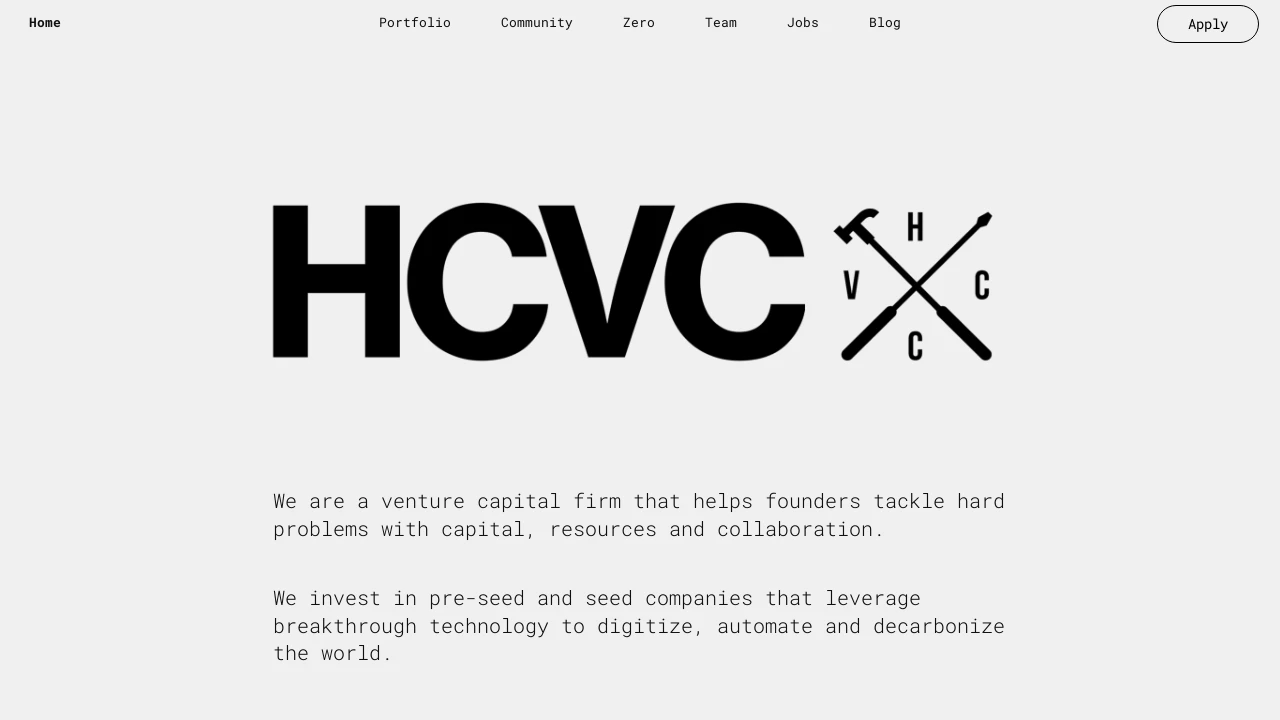 Home
Portfolio
Community
Zero
Team
Jobs
Blog
Apply
HCVC
H
V
C
C
We are a venture capital firm that helps founders tackle hard
problems with capital, resources and collaboration.
We invest in pre-seed and seed companies that leverage
breakthrough technology to digitize, automate and decarbonize
the world.